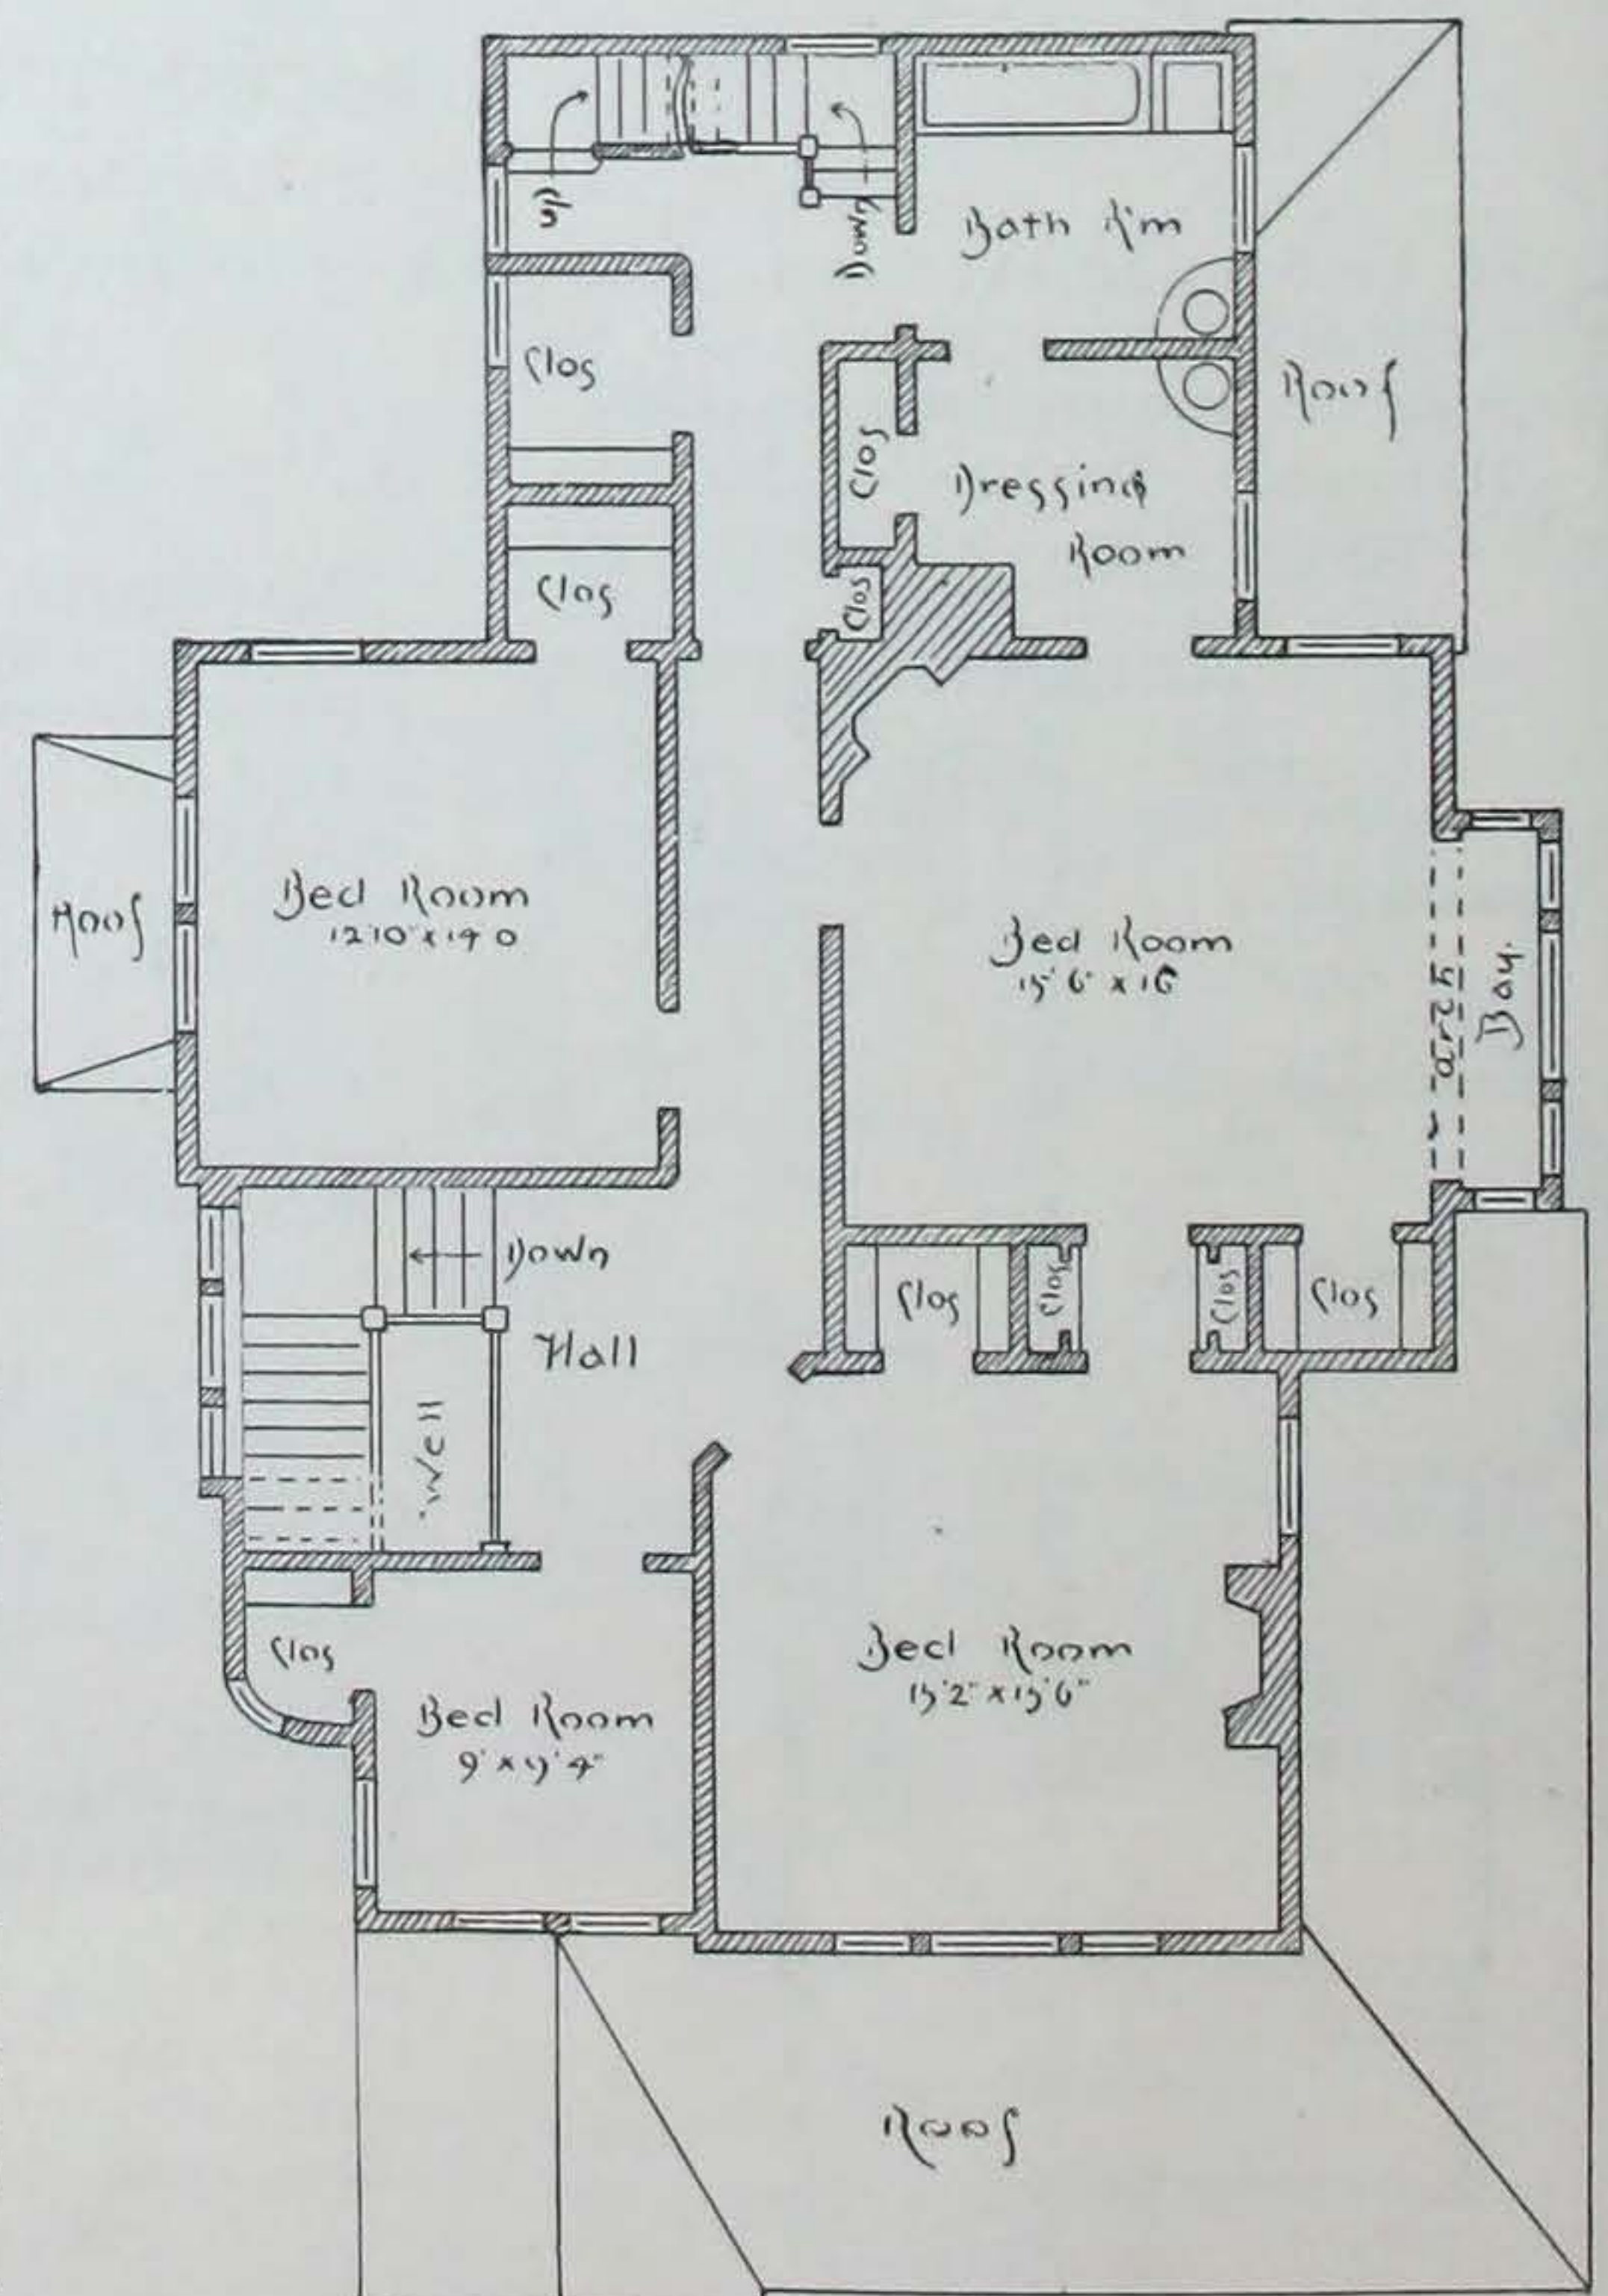 Up
Down
Bath R'm
Clos
Clos
Dressing
Room
Roof
Clos
Clos
Roof
Bed Room
12'10" x 14 0
Bed Room
15' 6" x 16'
arch
Bay.
Down
Hall
Well
Clos
Clos
Clos
Clos
Clos
Bed Room
9' x 9' 4"
Bed Room
15' 2" x 15' 6"
Roof